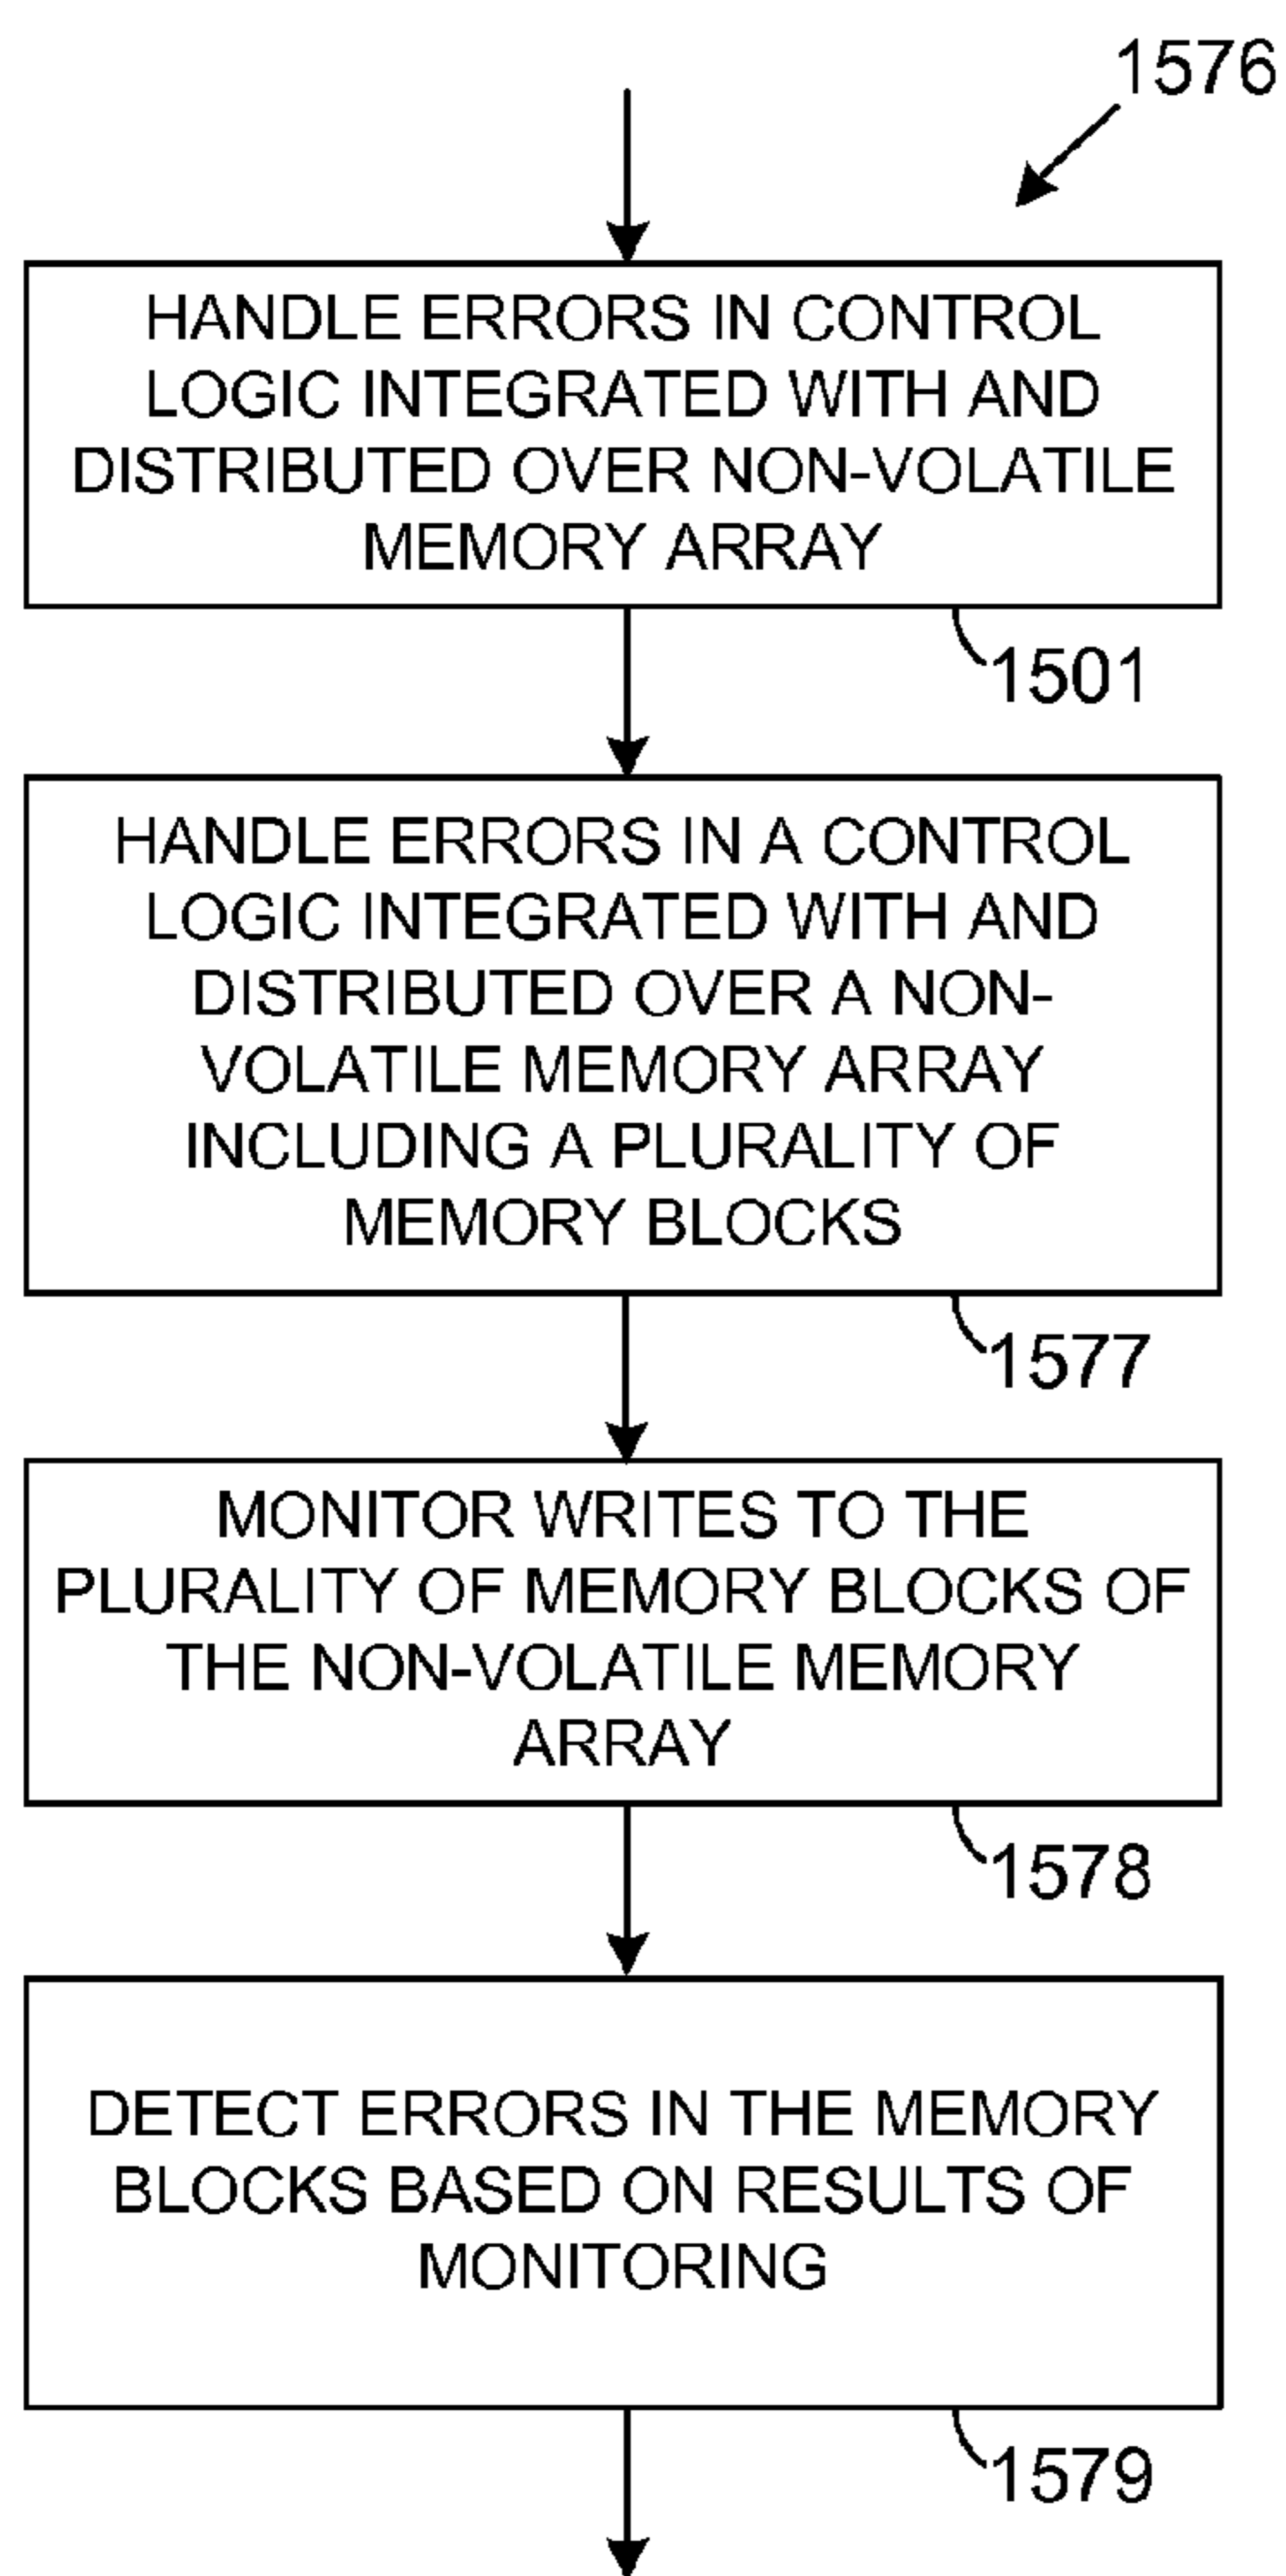 1576
HANDLE ERRORS IN CONTROL
LOGIC INTEGRATED WITH AND
DISTRIBUTED OVER NON-VOLATILE
MEMORY ARRAY
1501
HANDLE ERRORS IN A CONTROL
LOGIC INTEGRATED WITH AND
DISTRIBUTED OVER A NON-
VOLATILE MEMORY ARRAY
INCLUDING A PLURALITY OF
MEMORY BLOCKS
1577
MONITOR WRITES TO THE
PLURALITY OF MEMORY BLOCKS OF
THE NON-VOLATILE MEMORY
ARRAY
1578
DETECT ERRORS IN THE MEMORY
BLOCKS BASED ON RESULTS OF
MONITORING
1579